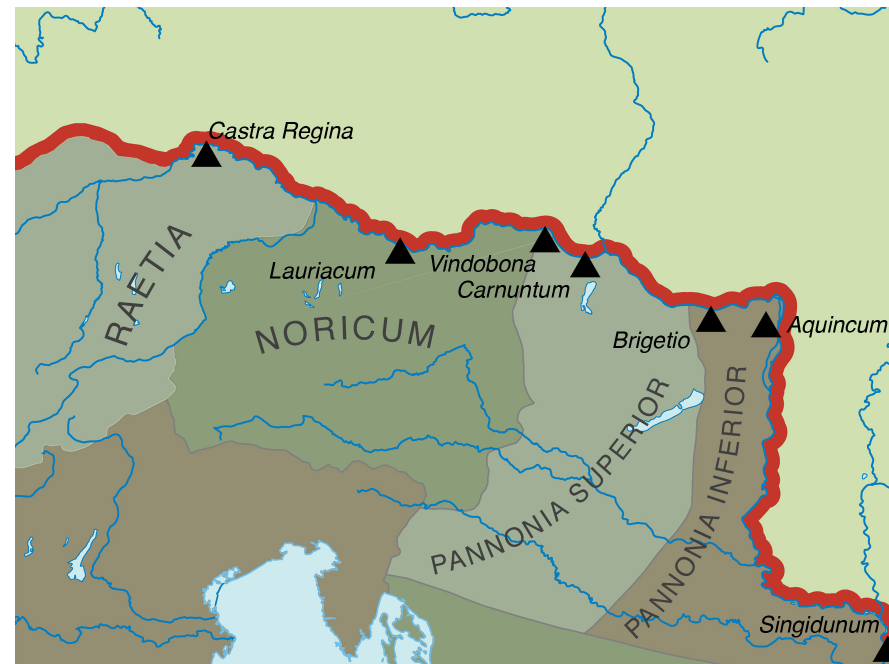 Castra Regina
RAETIA
Lauriacum
Vindobona
Carnuntum
NORICUM
Brigetio
Aquincum
PANNONIA SUPERIOR
PANNONIA INFERIOR
Singidunum